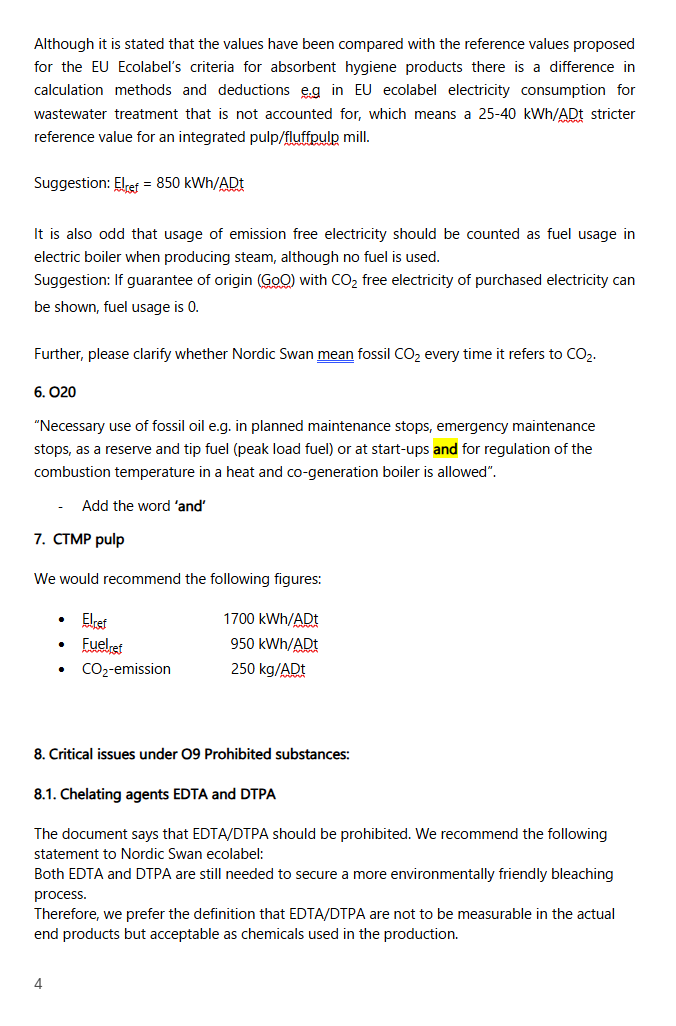 Although it is stated that the values have been compared with the reference values proposed
for the EU Ecolabel's criteria for absorbent hygiene products there is a difference in
calculation methods and deductions e.g in EU ecolabel electricity consumption for
wastewater treatment that is not accounted for, which means a 25-40 kWh/ADt stricter
reference value for an integrated pulp/fluffpulp mill.
Suggestion: Elref = 850 kWh/ADt
It is also odd that usage of emission free electricity should be counted as fuel usage in
electric boiler when producing steam, although no fuel is used.
Suggestion: If guarantee of origin (GoO) with CO₂ free electricity of purchased electricity can
be shown, fuel usage is 0.
Further, please clarify whether Nordic Swan mean fossil CO₂ every time it refers to CO₂.
6. O20
"Necessary use of fossil oil e.g. in planned maintenance stops, emergency maintenance
stops, as a reserve and tip fuel (peak load fuel) or at start-ups and for regulation of the
combustion temperature in a heat and co-generation boiler is allowed".
- Add the word 'and'
7. CTMP pulp
We would recommend the following figures:
• Elref 1700 kWh/ADt
• Fuelref 950 kWh/ADt
• CO₂-emission 250 kg/ADt
8. Critical issues under O9 Prohibited substances:
8.1. Chelating agents EDTA and DTPA
The document says that EDTA/DTPA should be prohibited. We recommend the following
statement to Nordic Swan ecolabel:
Both EDTA and DTPA are still needed to secure a more environmentally friendly bleaching
process.
Therefore, we prefer the definition that EDTA/DTPA are not to be measurable in the actual
end products but acceptable as chemicals used in the production.
4